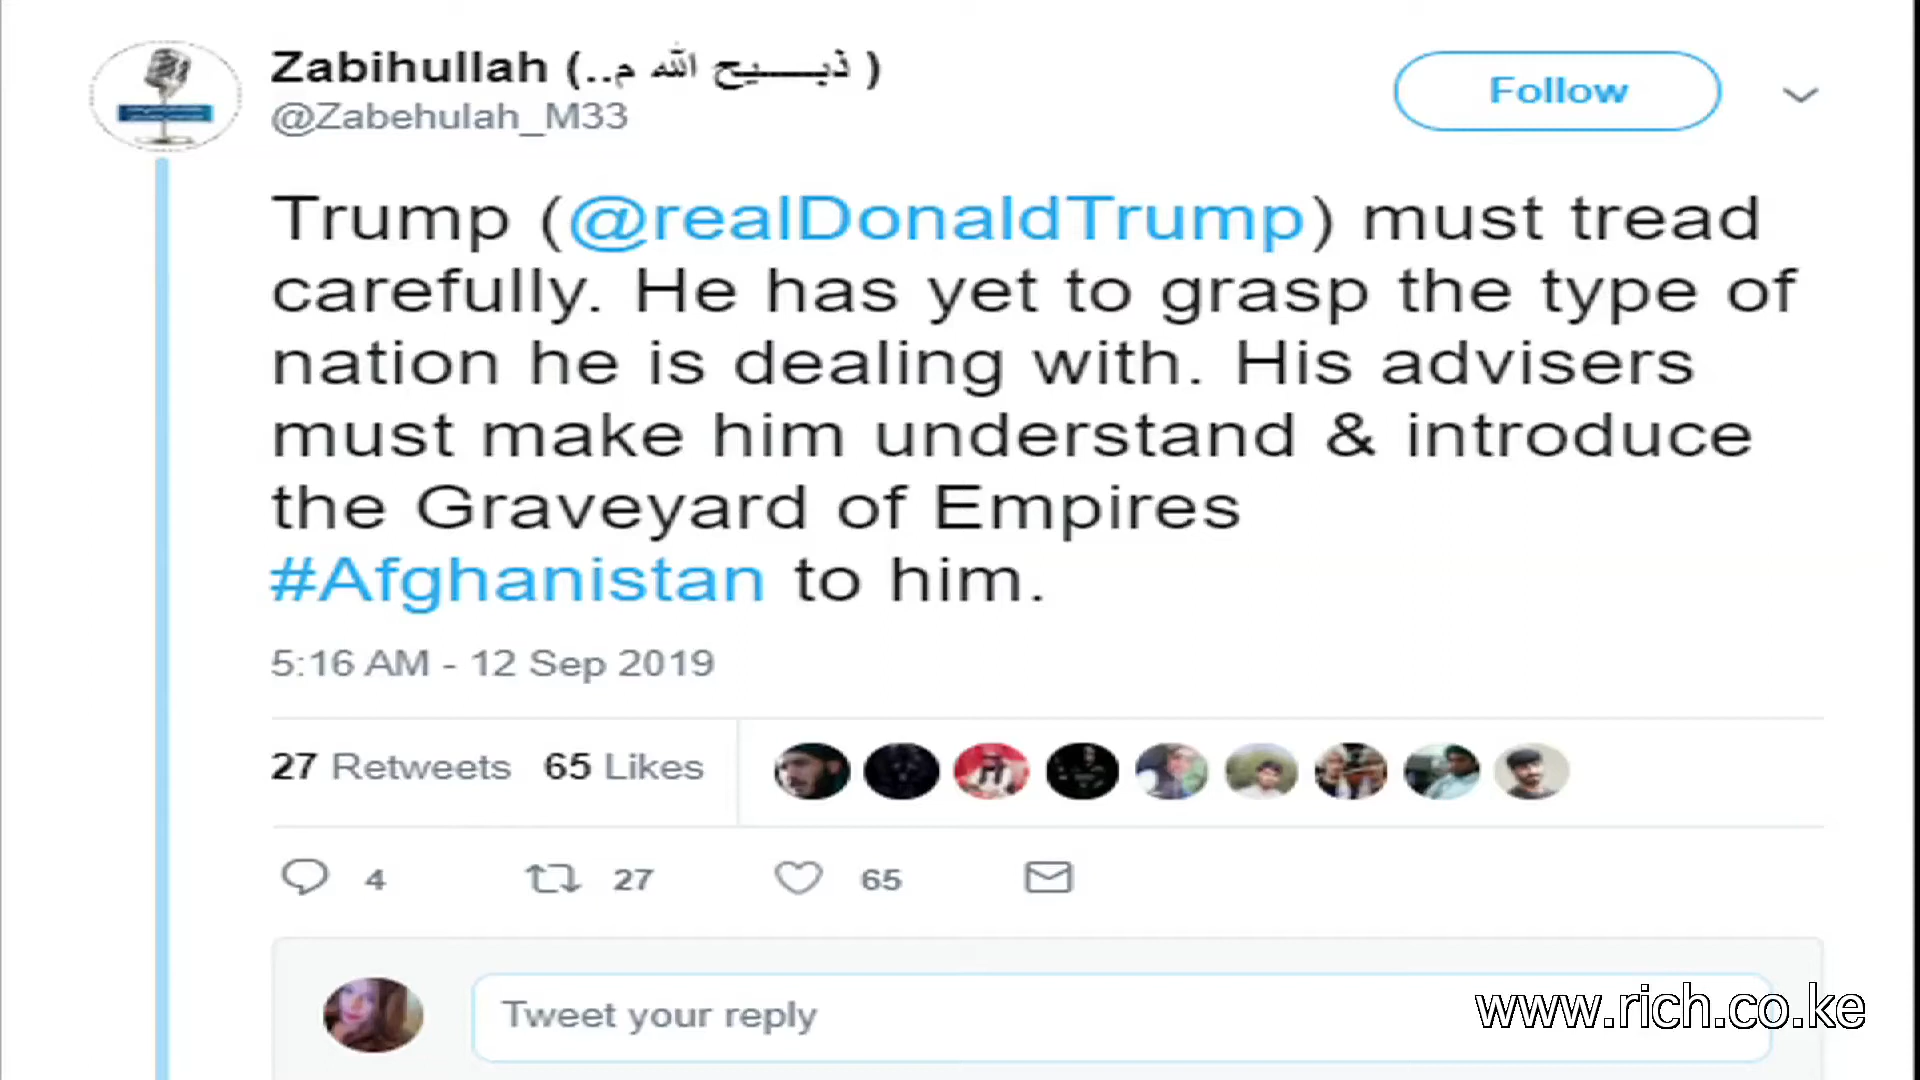 Zabihullah (..ذبـــيح الله م )
@Zabehulah_M33
Follow
Trump (@realDonaldTrump) must tread
carefully. He has yet to grasp the type of
nation he is dealing with. His advisers
must make him understand & introduce
the Graveyard of Empires
#Afghanistan to him.
5:16 AM - 12 Sep 2019
27 Retweets 65 Likes
4 27 65
Tweet your reply
www.rich.co.ke